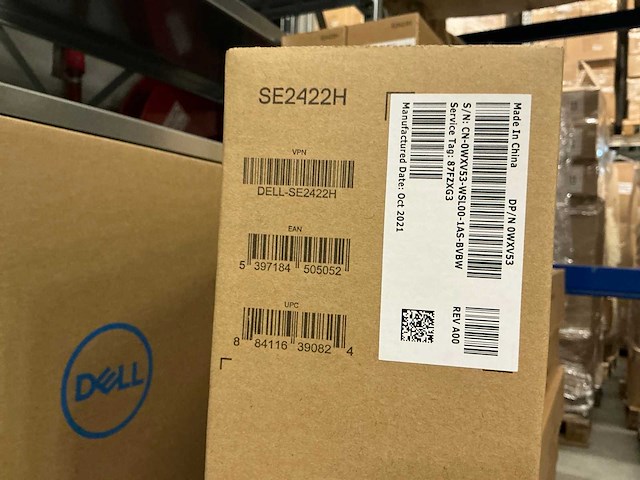 SE2422H
VPN
DELL-SE2422H
EAN
5 397184 505052
UPC
8 84116 39082 4
Made In China
DP/N 0WXV53
S/N: CN-0WXV53-WSL00-1AS-BVBW
Service Tag: 87FZXG3
REV A00
Manufactured Date: Oct 2021
DELL